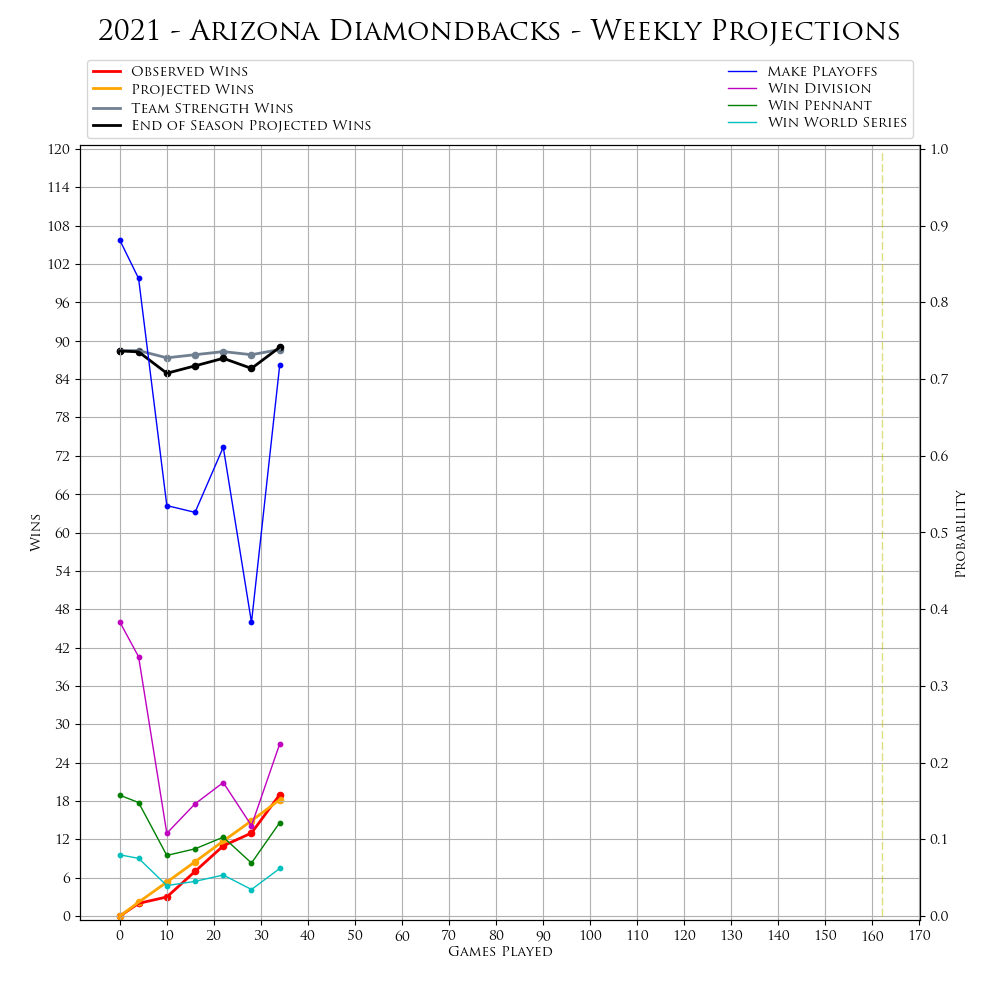 2021 - Arizona Diamondbacks - Weekly Projections
Observed Wins
Projected Wins
Team Strength Wins
End of Season Projected Wins
Make Playoffs
Win Division
Win Pennant
Win World Series
120
114
108
102
96
90
84
78
72
66
60
54
48
42
36
30
24
18
12
6
0
Wins
1.0
0.9
0.8
0.7
0.6
0.5
0.4
0.3
0.2
0.1
0.0
Probability
0 10 20 30 40 50 60 70 80 90 100 110 120 130 140 150 160 170
Games Played